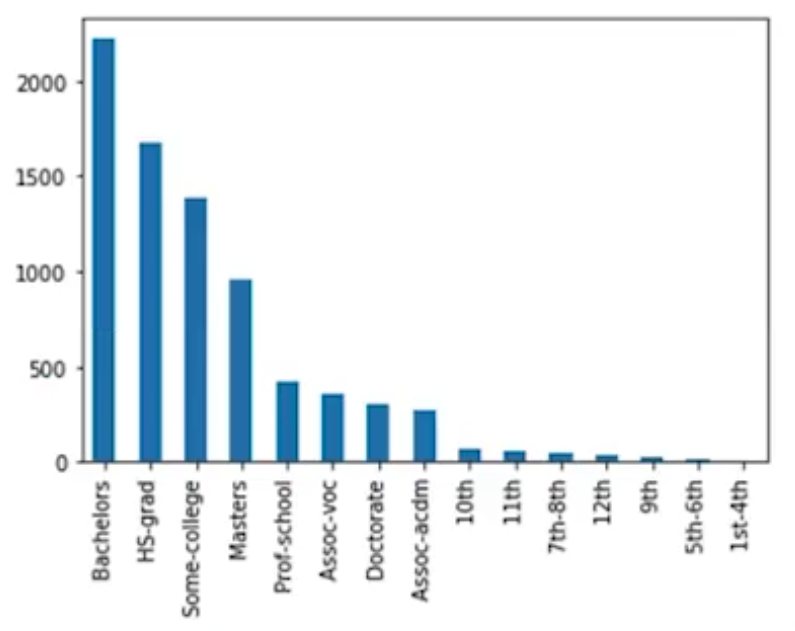 2000
1500
1000
500
0
Bachelors
HS-grad
Some-college
Masters
Prof-school
Assoc-voc
Doctorate
Assoc-acdm
10th
11th
7th-8th
12th
9th
5th-6th
1st-4th